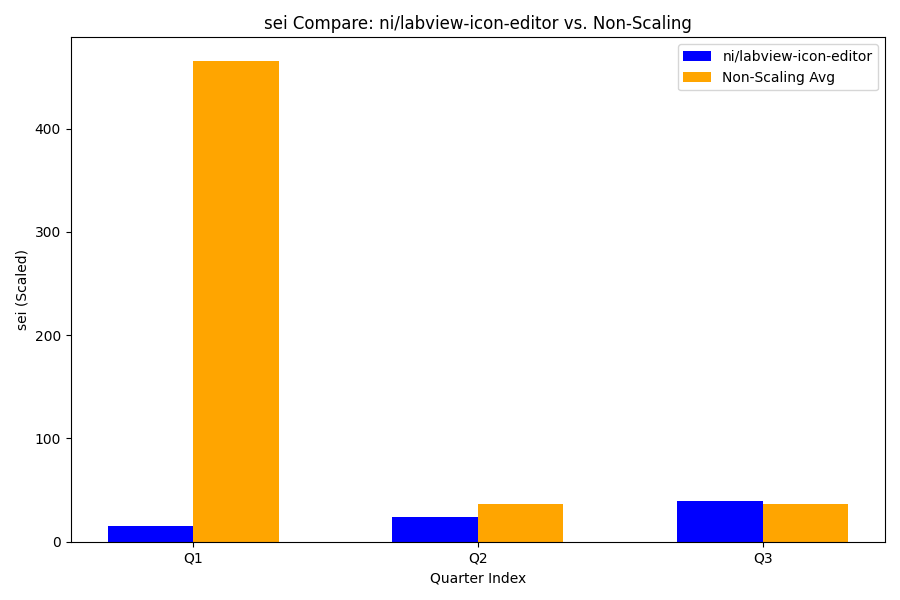 sei Compare: ni/labview-icon-editor vs. Non-Scaling
ni/labview-icon-editor
Non-Scaling Avg
sei (Scaled)
400
300
200
100
0
Q1 Q2 Q3
Quarter Index